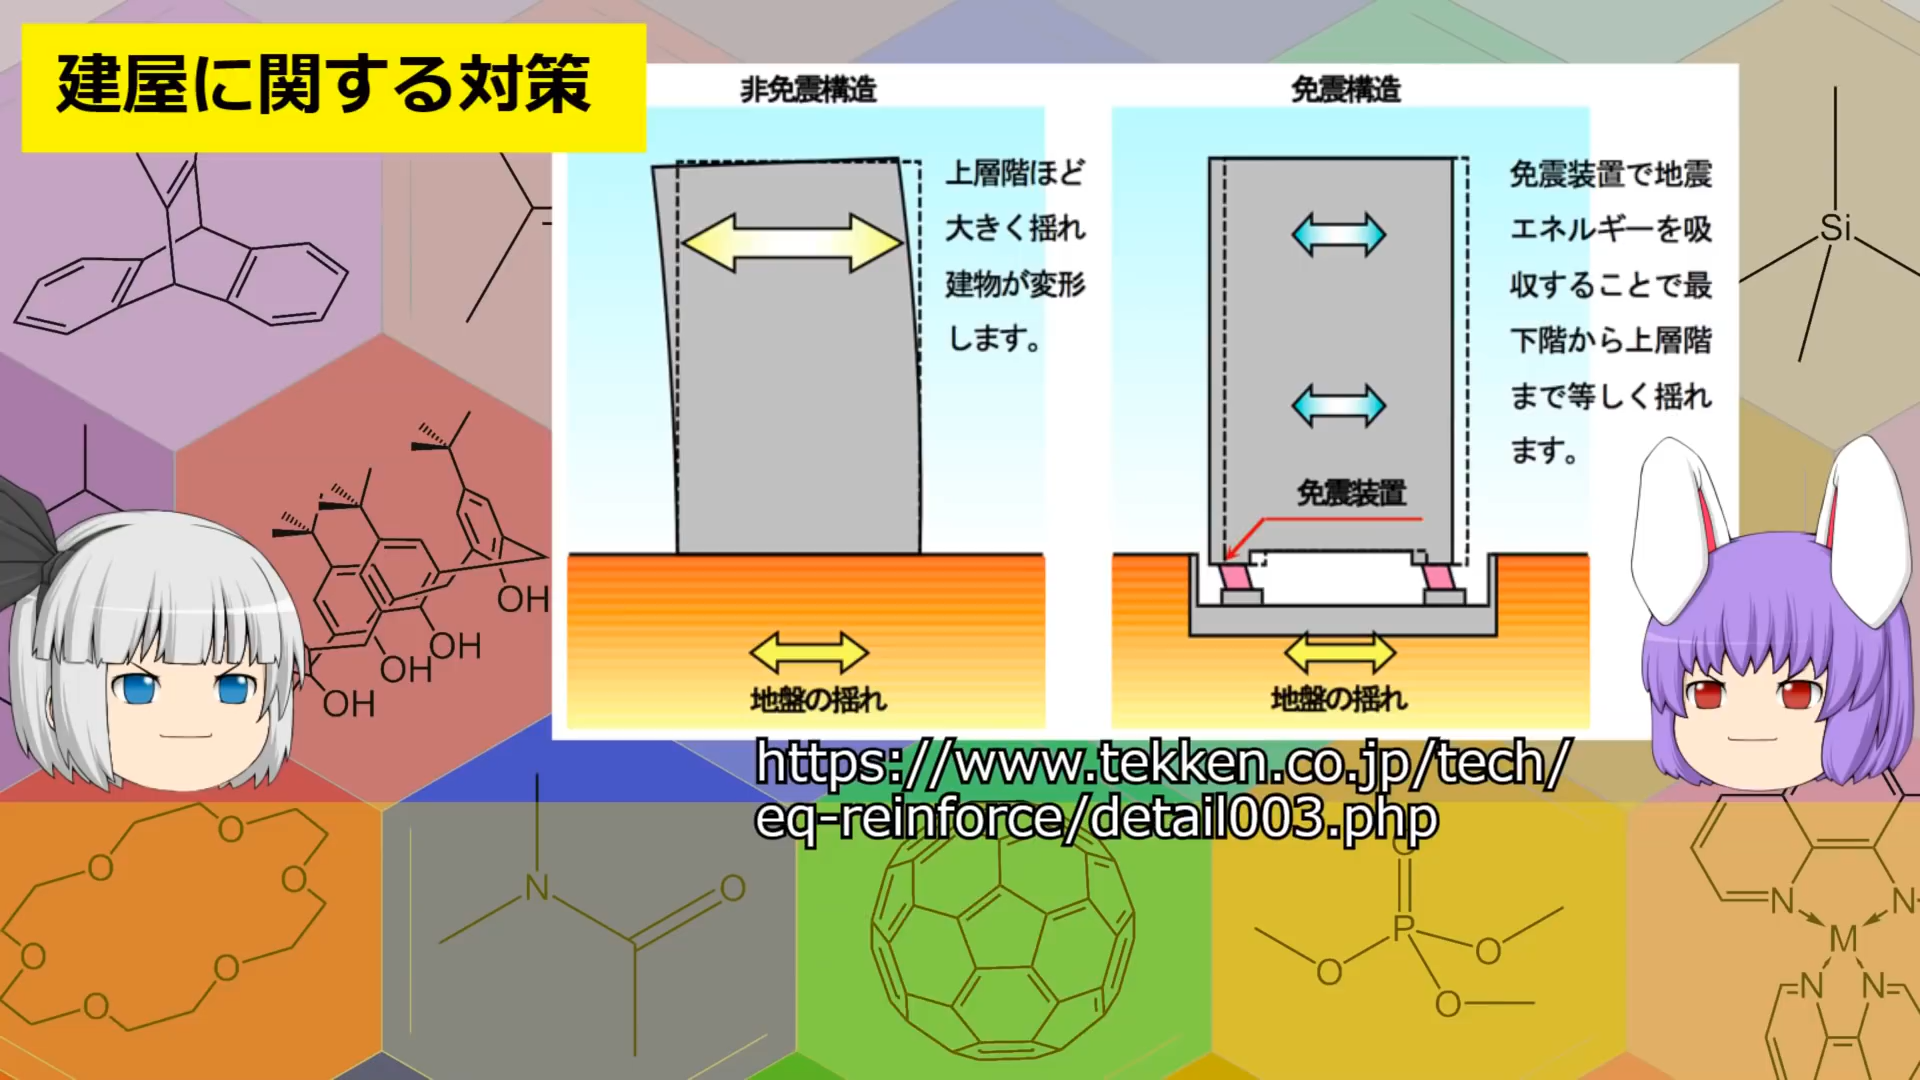 建屋に関する対策
非免震構造
上層階ほど
大きく揺れ
建物が変形
します。
地盤の揺れ
免震構造
免震装置で地震
エネルギーを吸
収することで最
下階から上層階
まで等しく揺れ
ます。
免震装置
地盤の揺れ
https://www.tekken.co.jp/tech/
eq-reinforce/detail003.php
Si
OH
OH
OH
OH
O
O
O
O
O
O
N
O
O
P
O
O
O
N
N
M
N
N